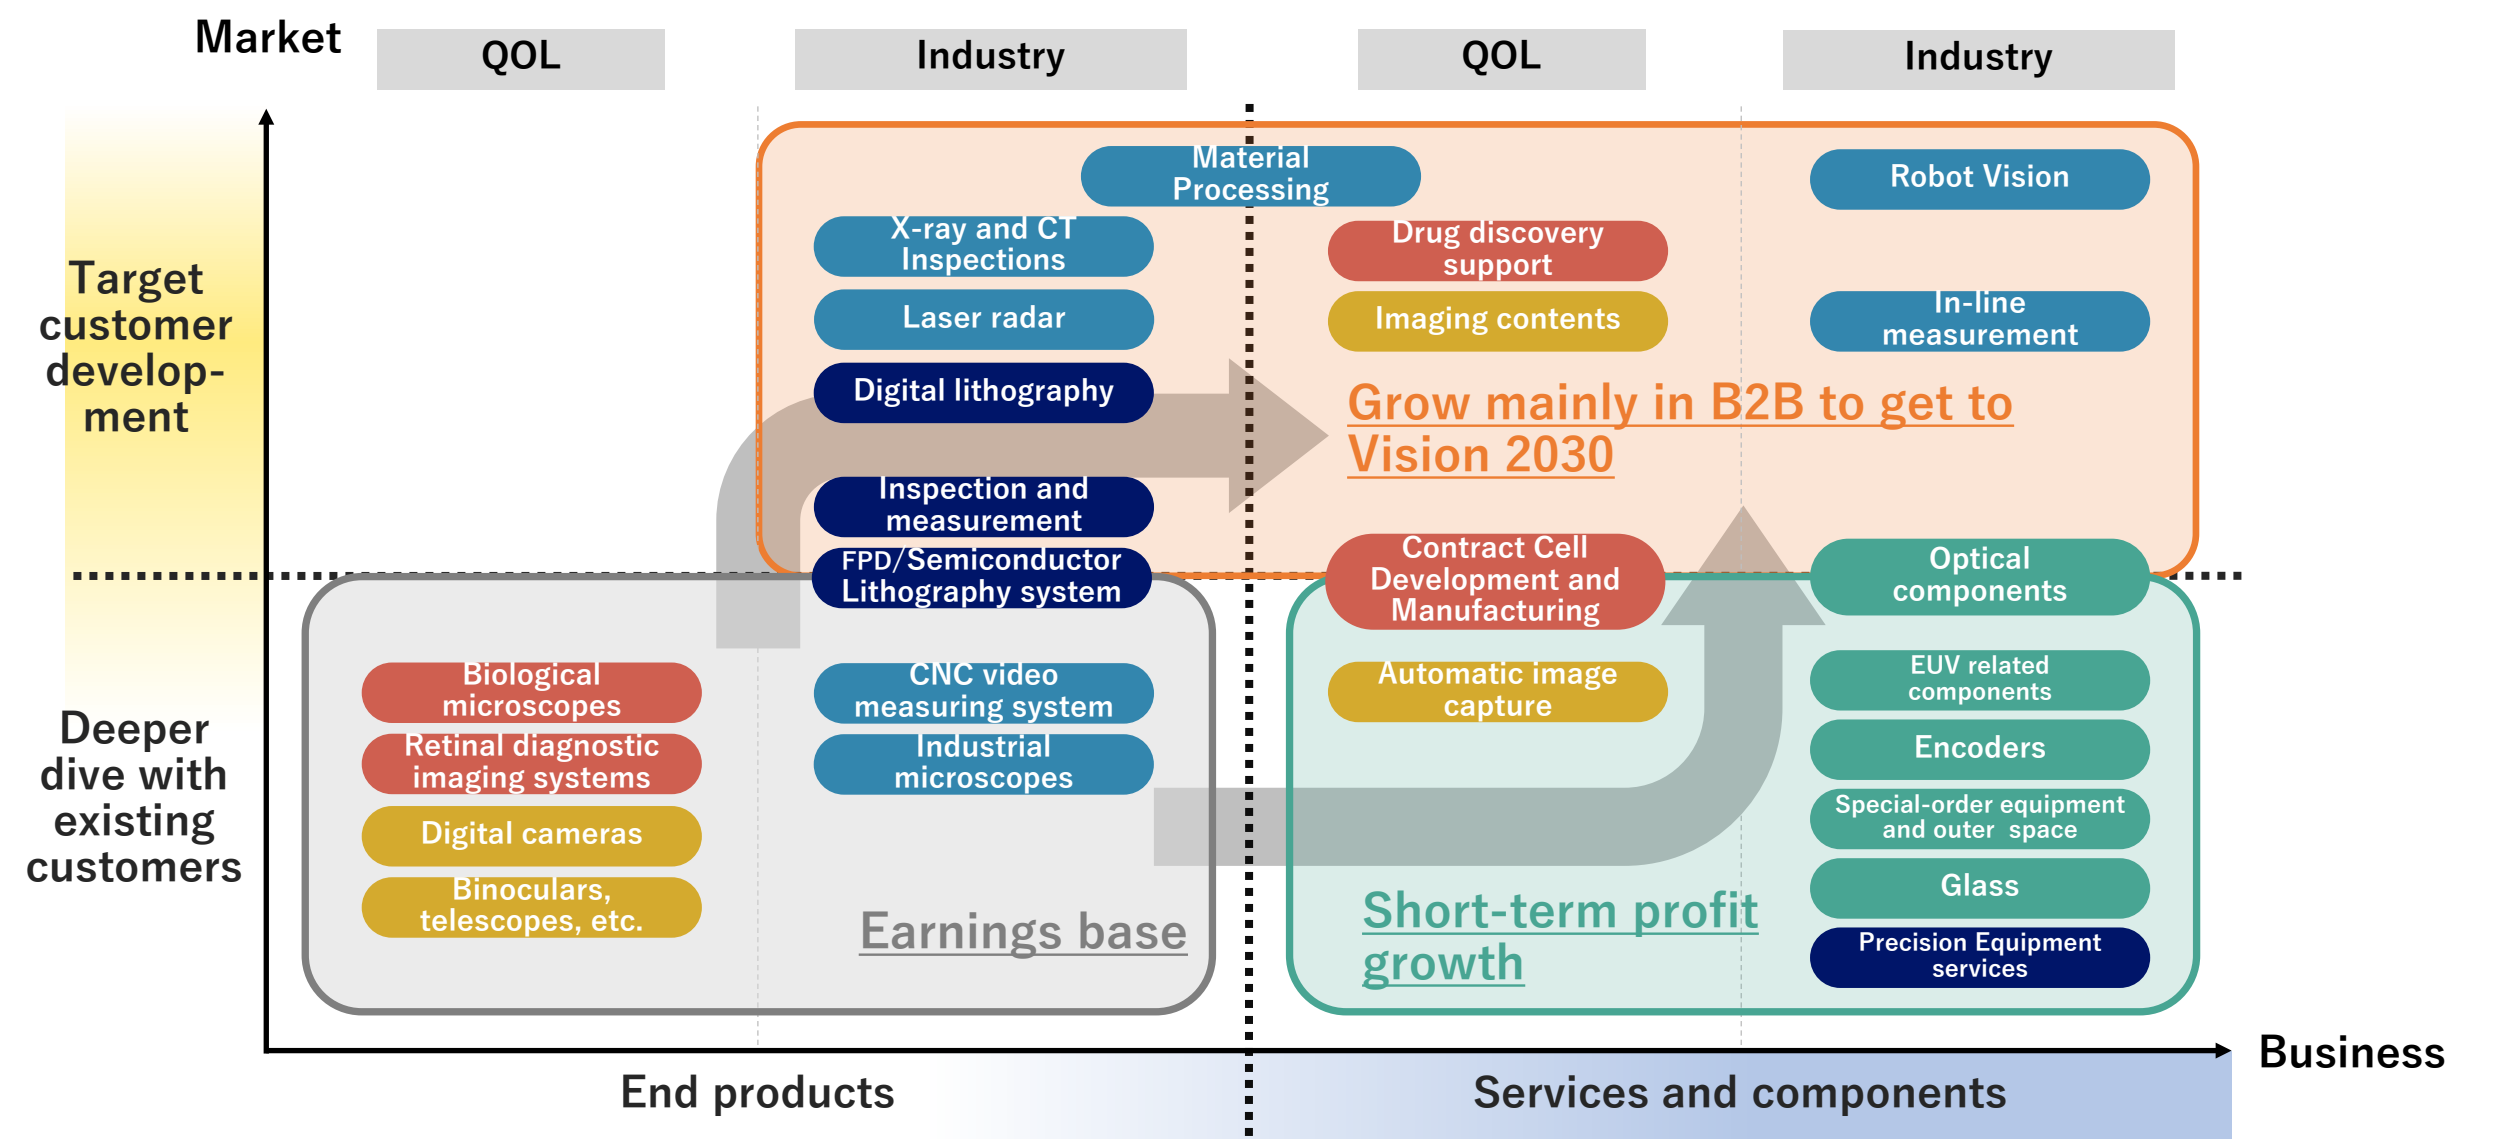 Market
QOL
Industry
QOL
Industry
Target
customer
develop-
ment
Deeper
dive with
existing
customers
Material
Processing
X-ray and CT
Inspections
Laser radar
Digital lithography
Inspection and
measurement
FPD/Semiconductor
Lithography system
Drug discovery
support
Imaging contents
Robot Vision
In-line
measurement
Grow mainly in B2B to get to
Vision 2030
Biological
microscopes
Retinal diagnostic
imaging systems
Digital cameras
Binoculars,
telescopes, etc.
CNC video
measuring system
Industrial
microscopes
Earnings base
Contract Cell
Development and
Manufacturing
Automatic image
capture
Short-term profit
growth
Optical
components
EUV related
components
Encoders
Special-order equipment
and outer space
Glass
Precision Equipment
services
End products
Services and components
Business